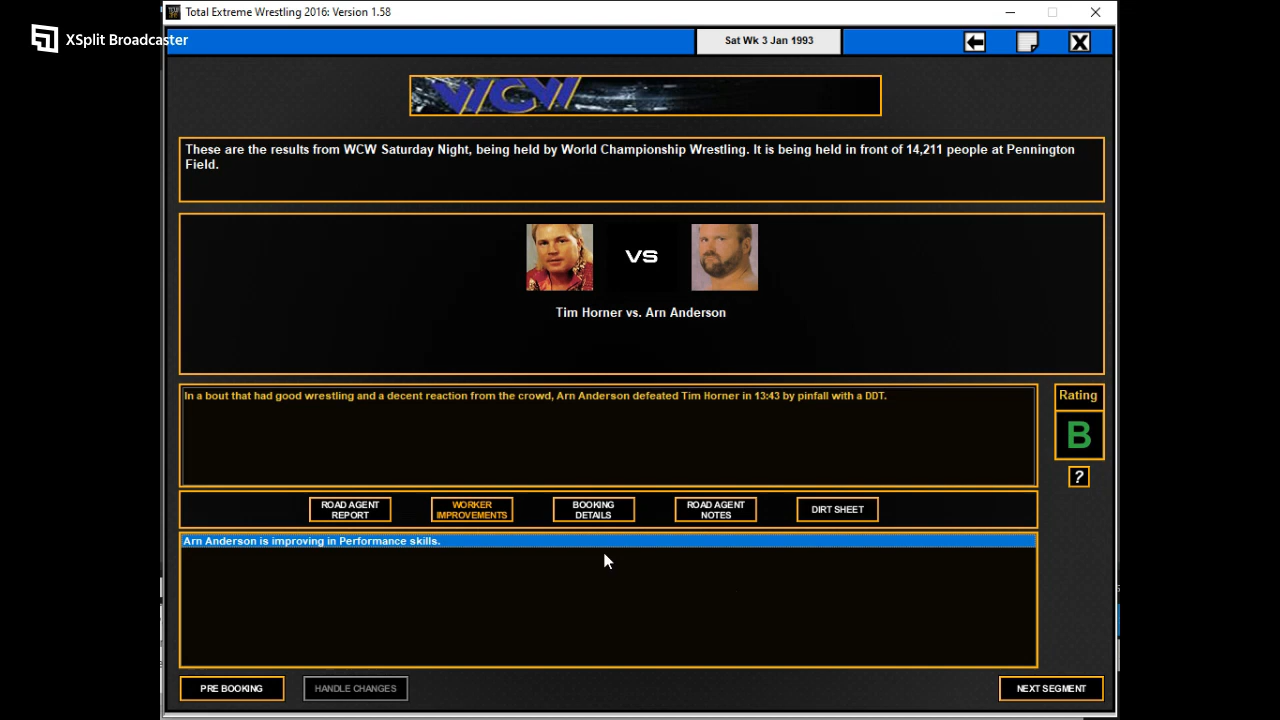 XSplit Broadcaster
Total Extreme Wrestling 2016: Version 1.58
Sat Wk 3 Jan 1993
WCW
These are the results from WCW Saturday Night, being held by World Championship Wrestling. It is being held in front of 14,211 people at Pennington
Field.
VS
Tim Horner vs. Arn Anderson
In a bout that had good wrestling and a decent reaction from the crowd, Arn Anderson defeated Tim Horner in 13:43 by pinfall with a DDT.
Rating
B
?
ROAD AGENT
REPORT
WORKER
IMPROVEMENTS
BOOKING
DETAILS
ROAD AGENT
NOTES
DIRT SHEET
Arn Anderson is improving in Performance skills.
PRE BOOKING
HANDLE CHANGES
NEXT SEGMENT